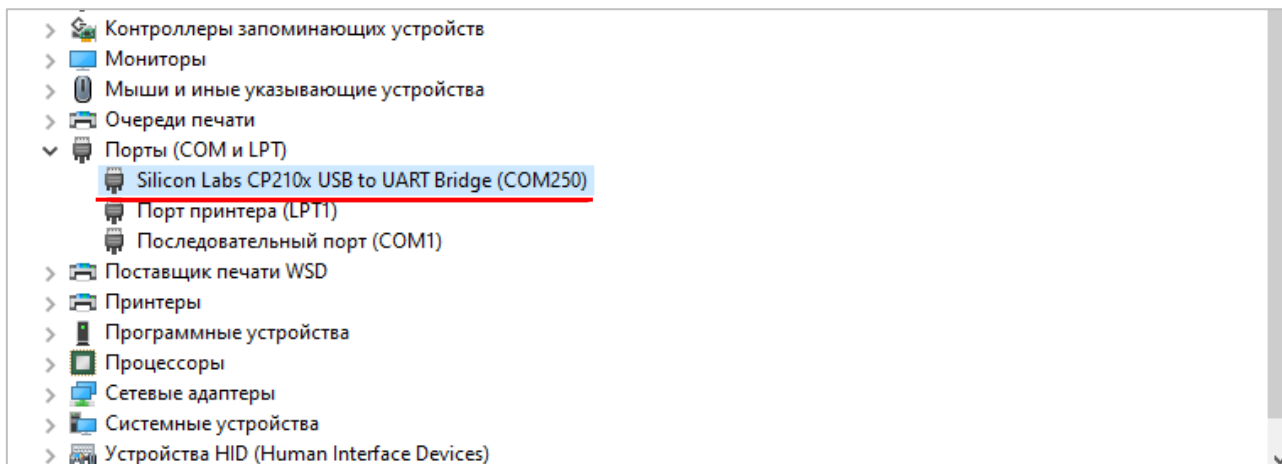 Контроллеры запоминающих устройств
Мониторы
Мыши и иные указывающие устройства
Очереди печати
Порты (COM и LPT)
Silicon Labs CP210x USB to UART Bridge (COM250)
Порт принтера (LPT1)
Последовательный порт (COM1)
Поставщик печати WSD
Принтеры
Программные устройства
Процессоры
Сетевые адаптеры
Системные устройства
Устройства HID (Human Interface Devices)